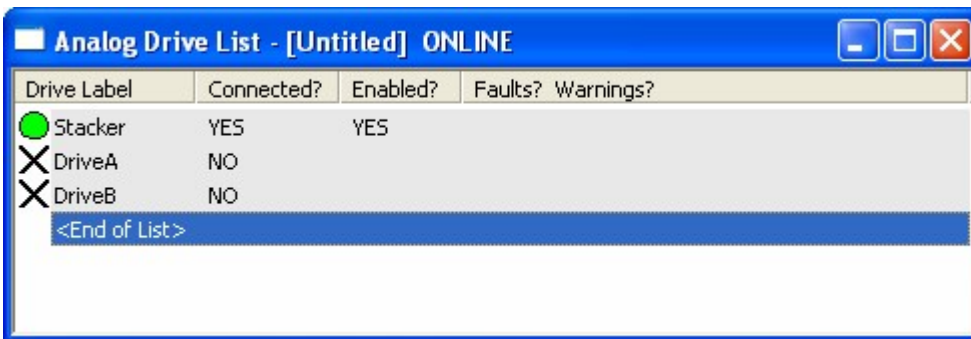 Analog Drive List - [Untitled] ONLINE
Drive Label Connected? Enabled? Faults? Warnings?
Stacker YES YES
DriveA NO
DriveB NO
<End of List>